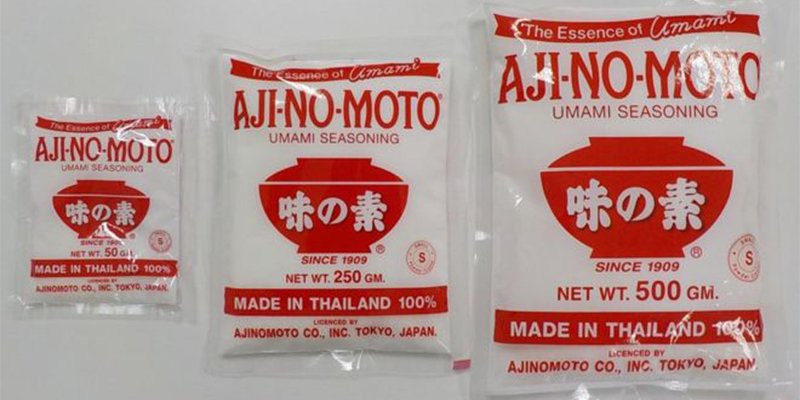 The Essence of Umami
AJI-NO-MOTO®
UMAMI SEASONING
味の素
SINCE 1909
NET WT. 50 GM.
S
MADE IN THAILAND 100%
LICENCED BY
AJINOMOTO CO., INC. TOKYO, JAPAN.
The Essence of Umami
AJI-NO-MOTO®
UMAMI SEASONING
味の素
®
SINCE 1909
S
NET WT. 250 GM.
MADE IN THAILAND 100%
LICENCED BY
AJINOMOTO CO., INC. TOKYO, JAPAN.
The Essence of Umami
AJI-NO-MOTO
UMAMI SEASONING
味の素
®
SINCE 1909
S
NET WT. 500 GM.
MADE IN THAILAND 100%
LICENCED BY
AJINOMOTO CO., INC. TOKYO, JAPAN.